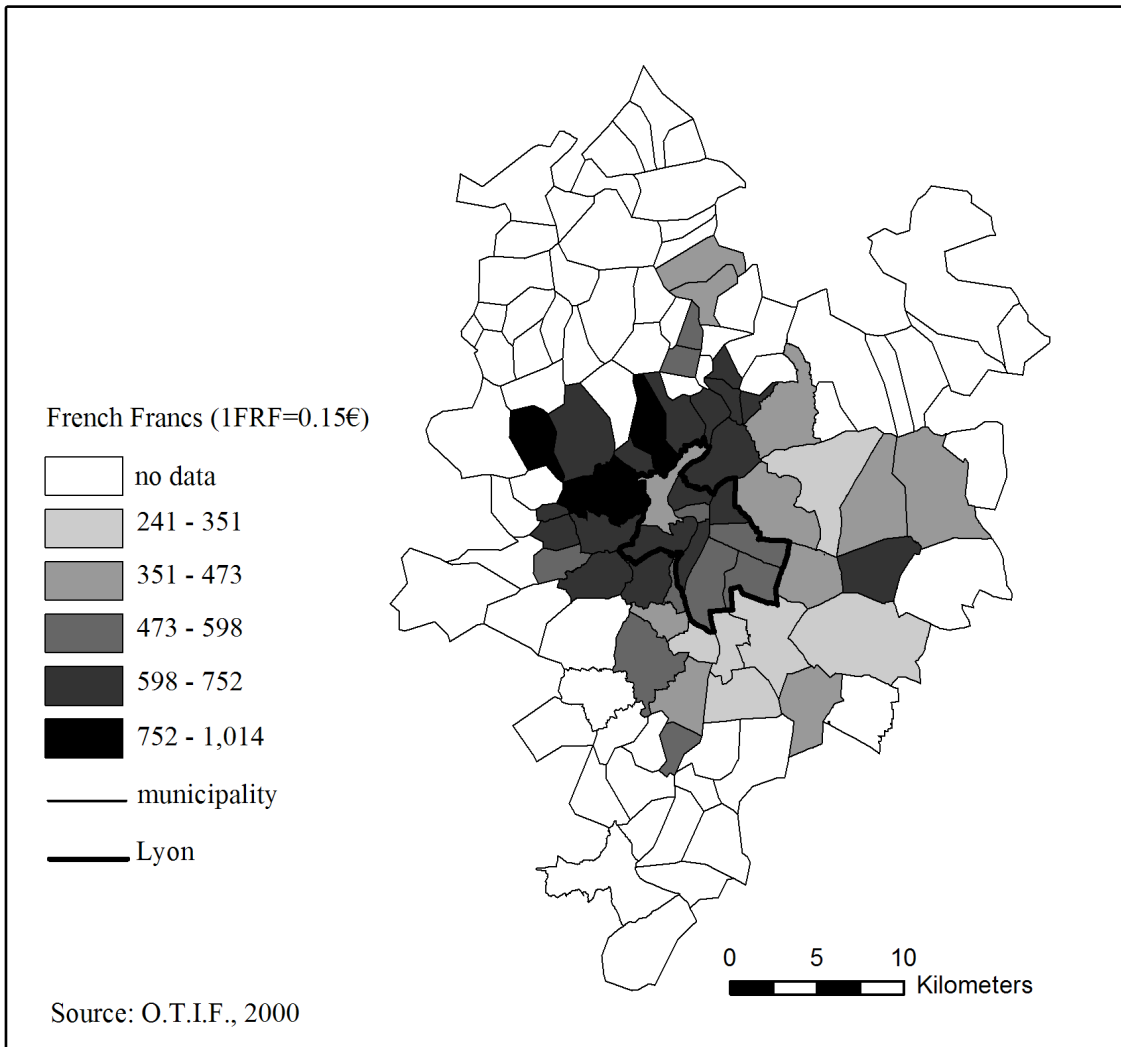 French Francs (1FRF=0.15€)
no data
241 - 351
351 - 473
473 - 598
598 - 752
752 - 1,014
municipality
Lyon
0 5 10
Kilometers
Source: O.T.I.F., 2000